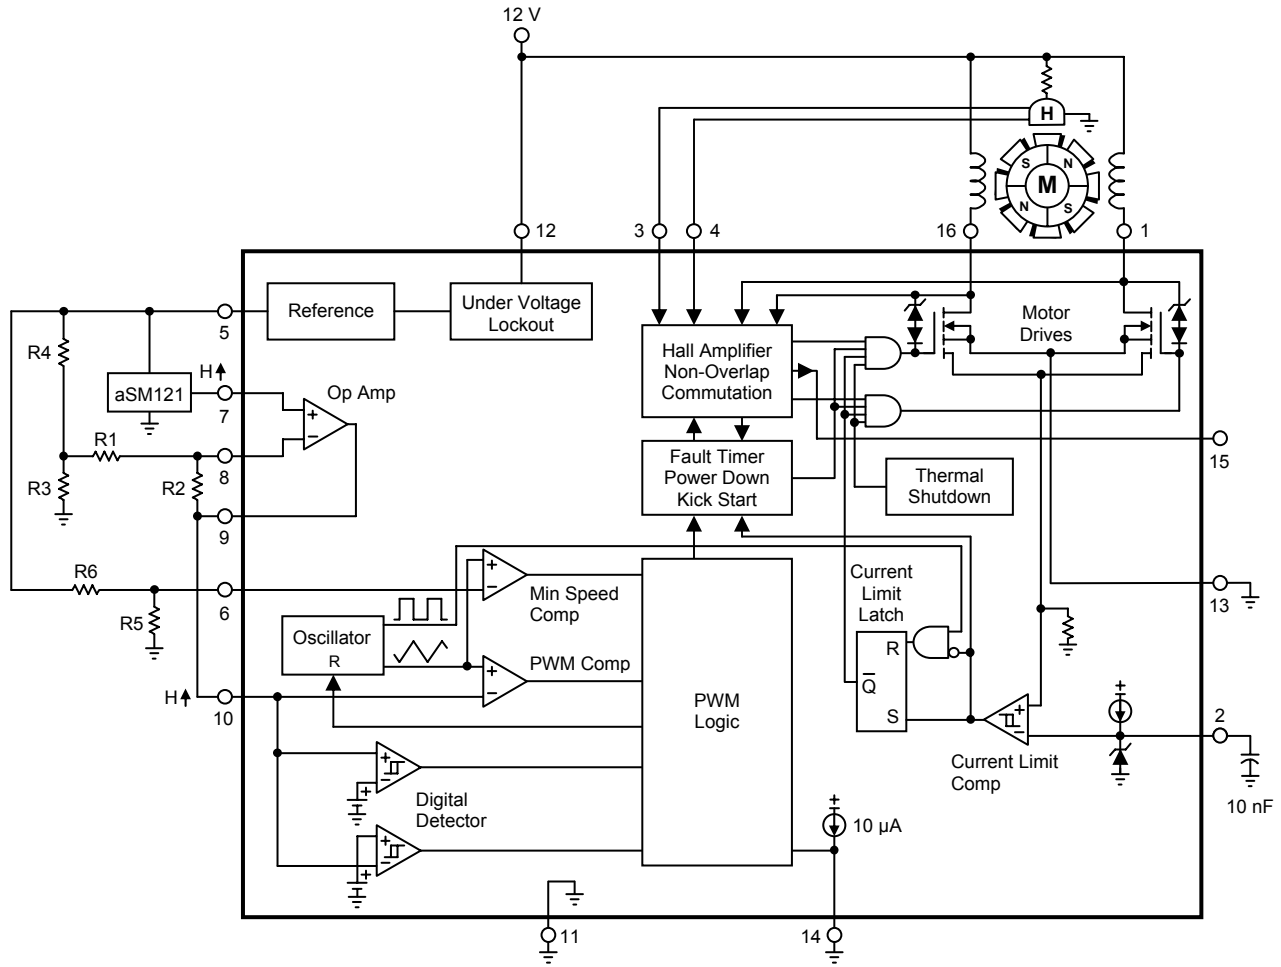 12 V
H
S
N
M
N
S
3
4
12
16
1
Reference
Under Voltage
Lockout
5
R4
H
aSM121
7
Op Amp
+
−
R1
8
R3
R2
9
Hall Amplifier
Non-Overlap
Commutation
Motor
Drives
15
Fault Timer
Power Down
Kick Start
Thermal
Shutdown
R6
6
R5
+
−
Min Speed
Comp
Current
Limit
Latch
13
Oscillator
R
+
−
PWM Comp
R
Q
S
H
10
PWM
Logic
+
−
+
2
Current Limit
Comp
10 nF
+
−
+
Digital
Detector
+
−
+
+
10 µA
11
14